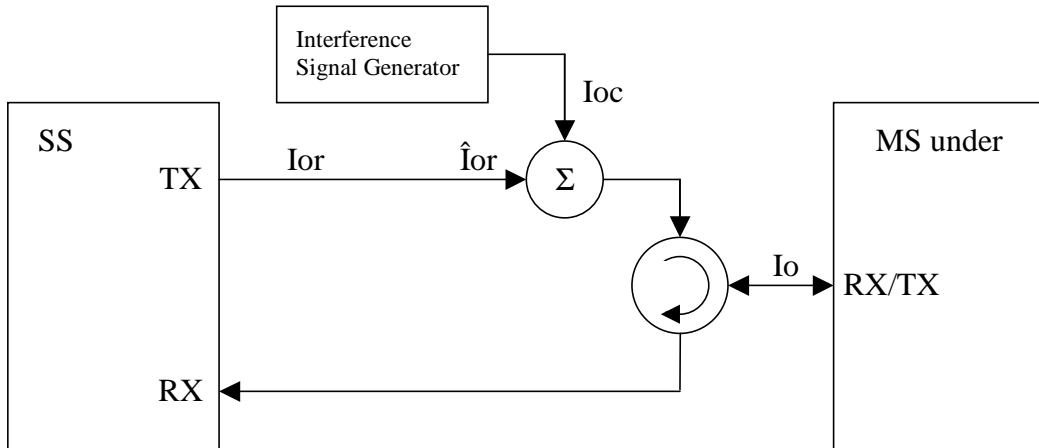 Interference
Signal Generator
Ioc
SS
MS under
TX
Ior
Îor
Σ
Io
RX/TX
RX